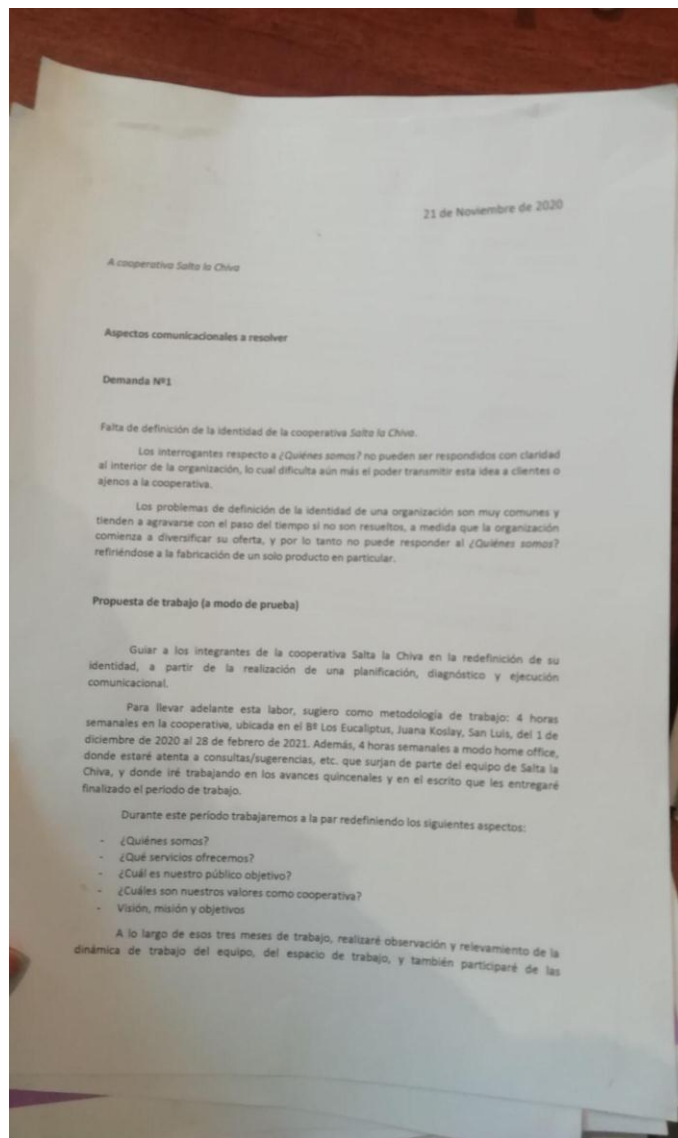 21 de Noviembre de 2020
A cooperativa Salta la Chiva
Aspectos comunicacionales a resolver
Demanda Nº1
Falta de definición de la identidad de la cooperativa Salta la Chiva.
Los interrogantes respecto a ¿Quiénes somos? no pueden ser respondidos con claridad
al interior de la organización, lo cual dificulta aún más el poder transmitir esta idea a clientes o
ajenos a la cooperativa.
Los problemas de definición de la identidad de una organización son muy comunes y
tienden a agravarse con el paso del tiempo si no son resueltos, a medida que la organización
comienza a diversificar su oferta, y por lo tanto no puede responder al ¿Quiénes somos?
refiriéndose a la fabricación de un solo producto en particular.
Propuesta de trabajo (a modo de prueba)
Guiar a los integrantes de la cooperativa Salta la Chiva en la redefinición de su
identidad, a partir de la realización de una planificación, diagnóstico y ejecución
comunicacional.
Para llevar adelante esta labor, sugiero como metodología de trabajo: 4 horas
semanales en la cooperativa, ubicada en el Bº Los Eucaliptus, Juana Koslay, San Luis, del 1 de
diciembre de 2020 al 28 de febrero de 2021. Además, 4 horas semanales a modo home office,
donde estaré atenta a consultas/sugerencias, etc. que surjan de parte del equipo de Salta la
Chiva, y donde iré trabajando en los avances quincenales y en el escrito que les entregaré
finalizado el período de trabajo.
Durante este período trabajaremos a la par redefiniendo los siguientes aspectos:
- ¿Quiénes somos?
- ¿Qué servicios ofrecemos?
- ¿Cuál es nuestro público objetivo?
- ¿Cuáles son nuestros valores como cooperativa?
- Visión, misión y objetivos
A lo largo de esos tres meses de trabajo, realizaré observación y relevamiento de la
dinámica de trabajo del equipo, del espacio de trabajo, y también participaré de las